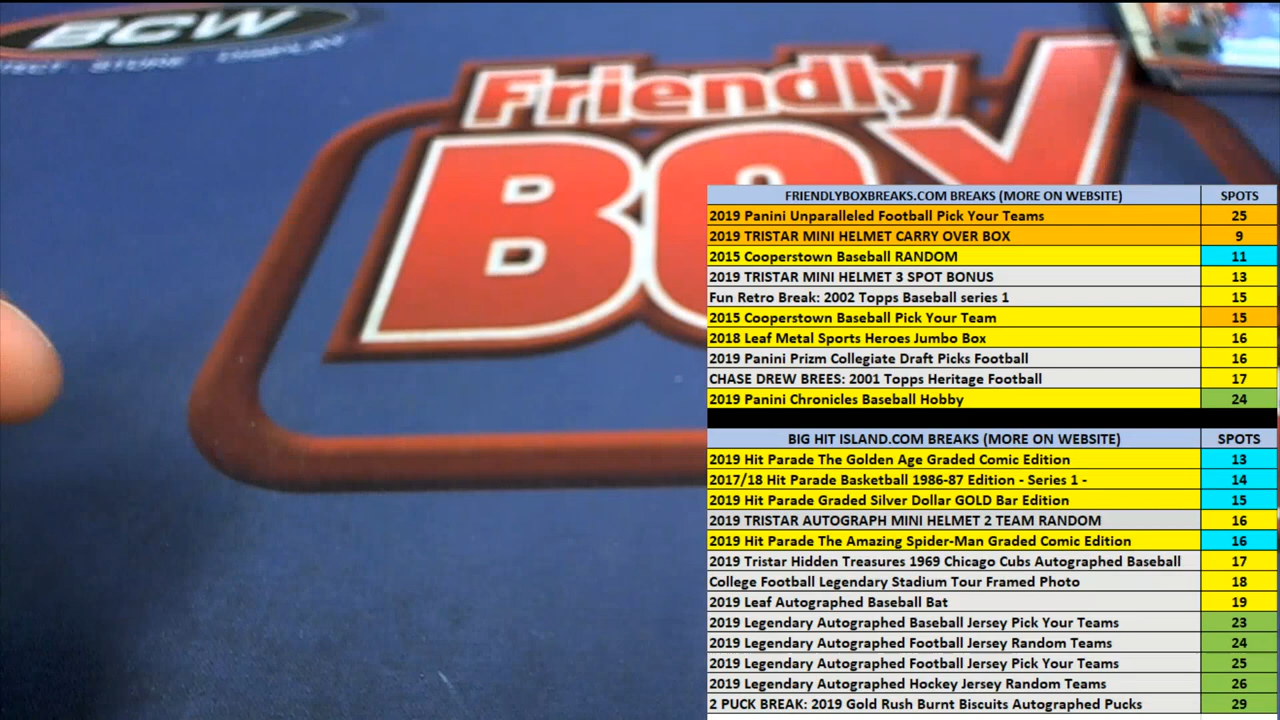 BCW
PROTECT · STORE · DISPLAY
Friendly
BOX
FRIENDLYBOXBREAKS.COM BREAKS (MORE ON WEBSITE) SPOTS
2019 Panini Unparalleled Football Pick Your Teams 25
2019 TRISTAR MINI HELMET CARRY OVER BOX 9
2015 Cooperstown Baseball RANDOM 11
2019 TRISTAR MINI HELMET 3 SPOT BONUS 13
Fun Retro Break: 2002 Topps Baseball series 1 15
2015 Cooperstown Baseball Pick Your Team 15
2018 Leaf Metal Sports Heroes Jumbo Box 16
2019 Panini Prizm Collegiate Draft Picks Football 16
CHASE DREW BREES: 2001 Topps Heritage Football 17
2019 Panini Chronicles Baseball Hobby 24
BIG HIT ISLAND.COM BREAKS (MORE ON WEBSITE) SPOTS
2019 Hit Parade The Golden Age Graded Comic Edition 13
2017/18 Hit Parade Basketball 1986-87 Edition - Series 1 - 14
2019 Hit Parade Graded Silver Dollar GOLD Bar Edition 15
2019 TRISTAR AUTOGRAPH MINI HELMET 2 TEAM RANDOM 16
2019 Hit Parade The Amazing Spider-Man Graded Comic Edition 16
2019 Tristar Hidden Treasures 1969 Chicago Cubs Autographed Baseball 17
College Football Legendary Stadium Tour Framed Photo 18
2019 Leaf Autographed Baseball Bat 19
2019 Legendary Autographed Baseball Jersey Pick Your Teams 23
2019 Legendary Autographed Football Jersey Random Teams 24
2019 Legendary Autographed Football Jersey Pick Your Teams 25
2019 Legendary Autographed Hockey Jersey Random Teams 26
2 PUCK BREAK: 2019 Gold Rush Burnt Biscuits Autographed Pucks 29